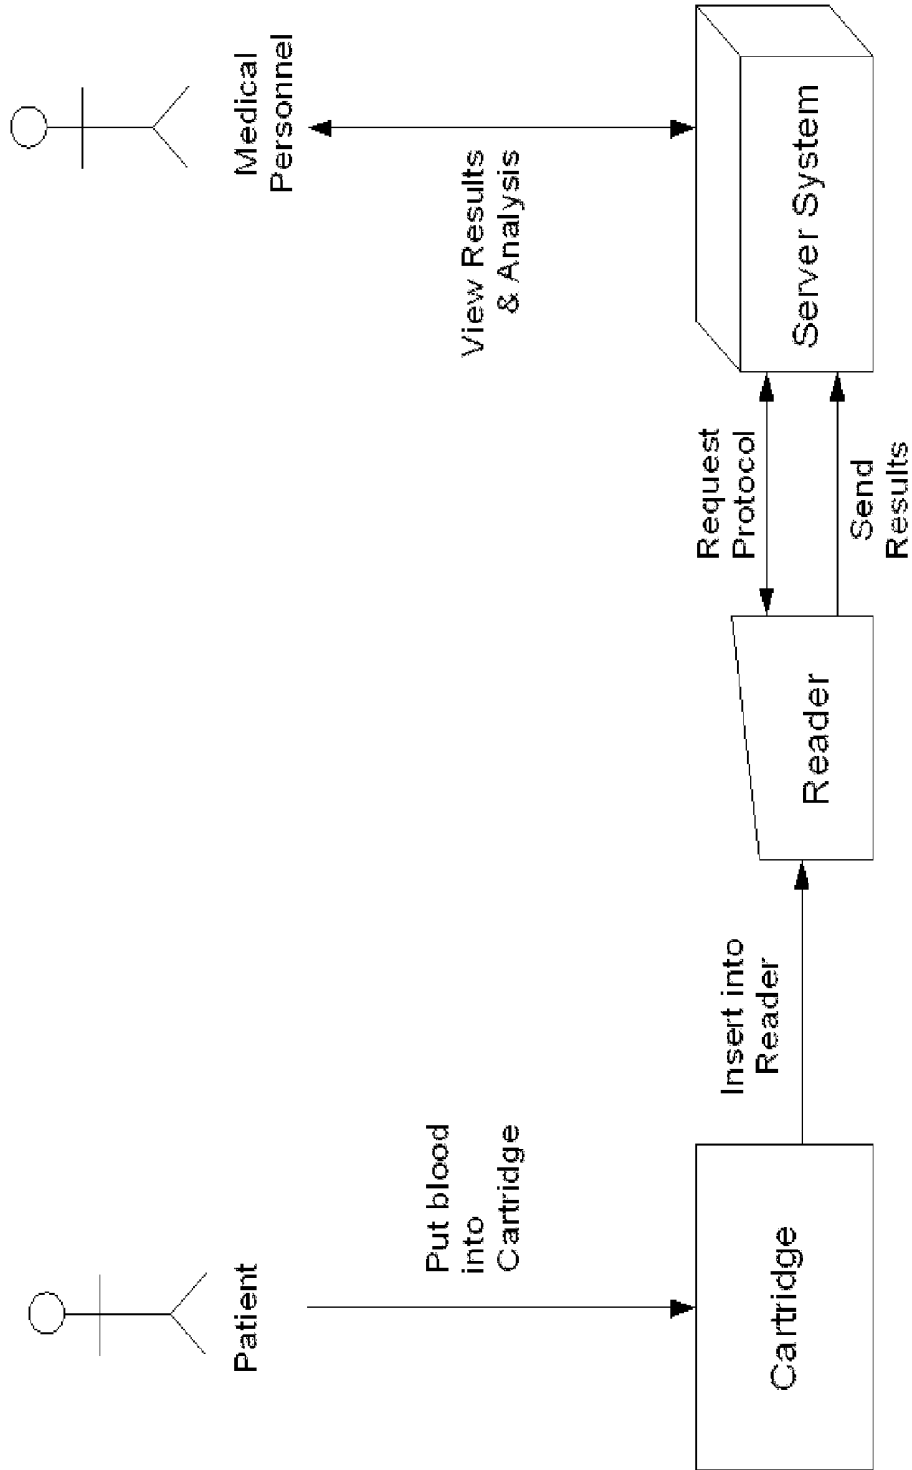 Medical
Personnel
View Results
& Analysis
Server System
Request
Protocol
Send
Results
Reader
Insert into
Reader
Patient
Put blood
into
Cartridge
Cartridge